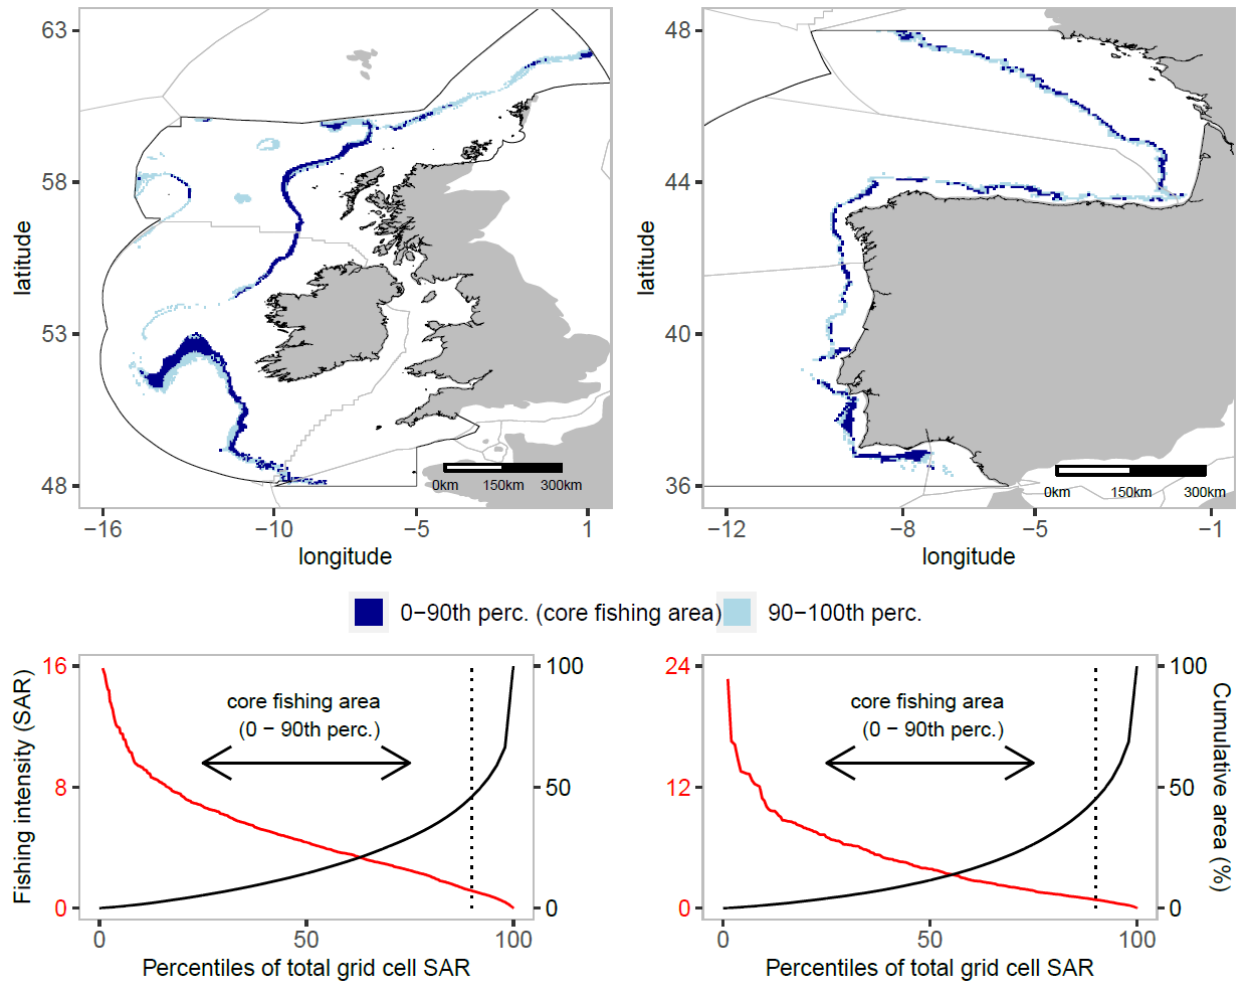 63
58
53
48
latitude
−16
−10
−5
1
longitude
0km 150km 300km
48
44
40
36
latitude
−12
−8
−5
−1
longitude
0km 150km 300km
0−90th perc. (core fishing area)
90−100th perc.
16
8
0
Fishing intensity (SAR)
core fishing area
(0 − 90th perc.)
100
50
0
0
50
100
Percentiles of total grid cell SAR
24
12
0
core fishing area
(0 − 90th perc.)
100
50
0
Cumulative area (%)
0
50
100
Percentiles of total grid cell SAR